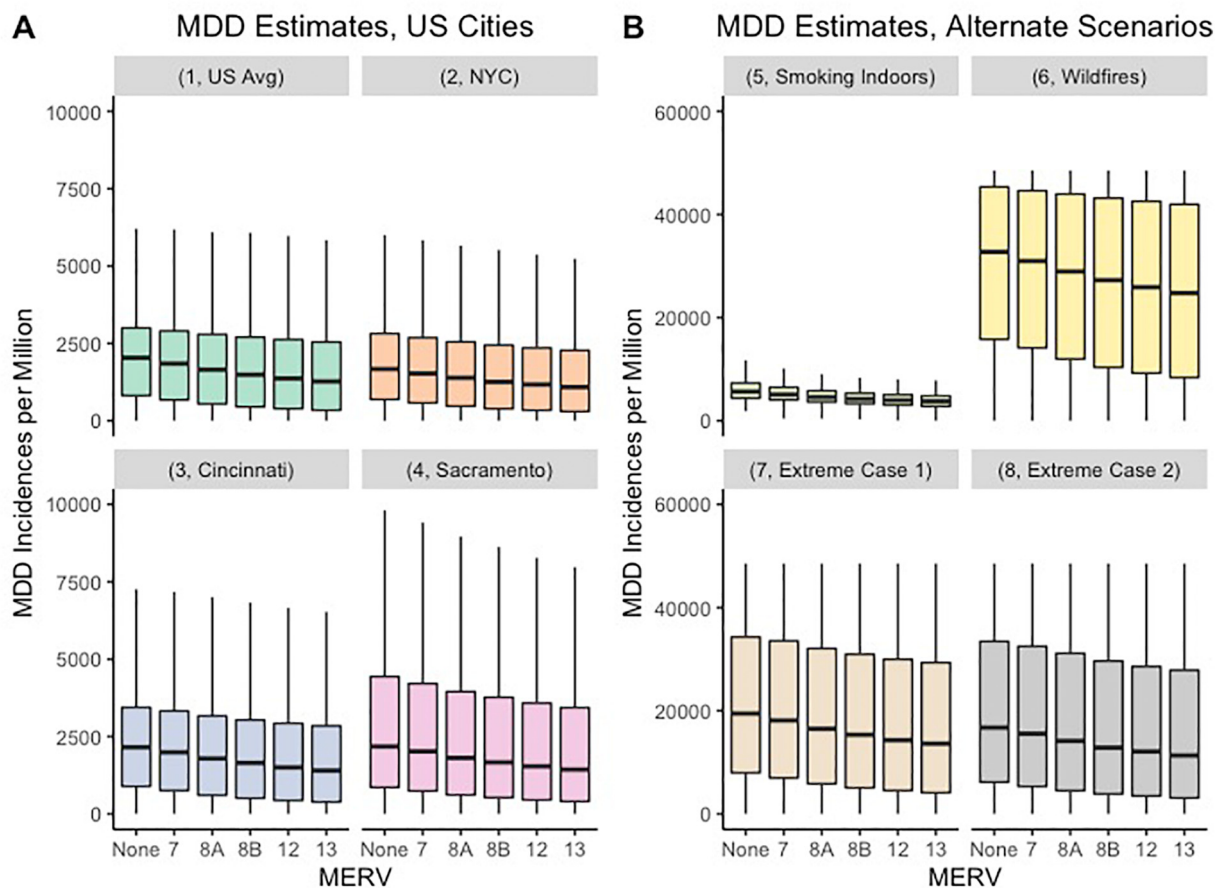 A MDD Estimates, US Cities
(1, US Avg) (2, NYC)
10000
7500
5000
2500
0
(3, Cincinnati) (4, Sacramento)
10000
7500
5000
2500
0
MDD Incidences per Million
None 7 8A 8B 12 13 None 7 8A 8B 12 13
MERV
B MDD Estimates, Alternate Scenarios
(5, Smoking Indoors) (6, Wildfires)
60000
40000
20000
0
(7, Extreme Case 1) (8, Extreme Case 2)
60000
40000
20000
0
MDD Incidences per Million
None 7 8A 8B 12 13 None 7 8A 8B 12 13
MERV